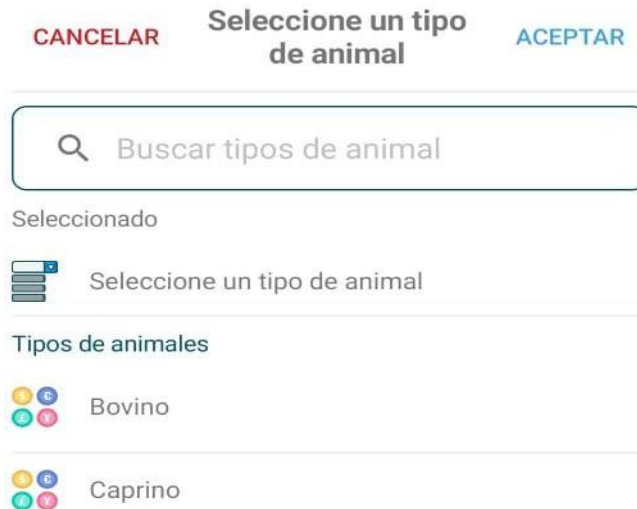 CANCELAR
Seleccione un tipo
de animal
ACEPTAR
Buscar tipos de animal
Seleccionado
Seleccione un tipo de animal
Tipos de animales
Bovino
Caprino